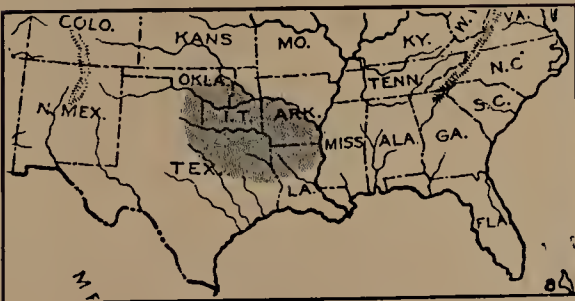 COLO.
KANS
MO.
KY.
W.
VA.
OKLA.
TENN.
N.C.
N. MEX.
I.T.
ARK.
S.C.
TEX.
LA.
MISS
ALA.
GA.
FLA